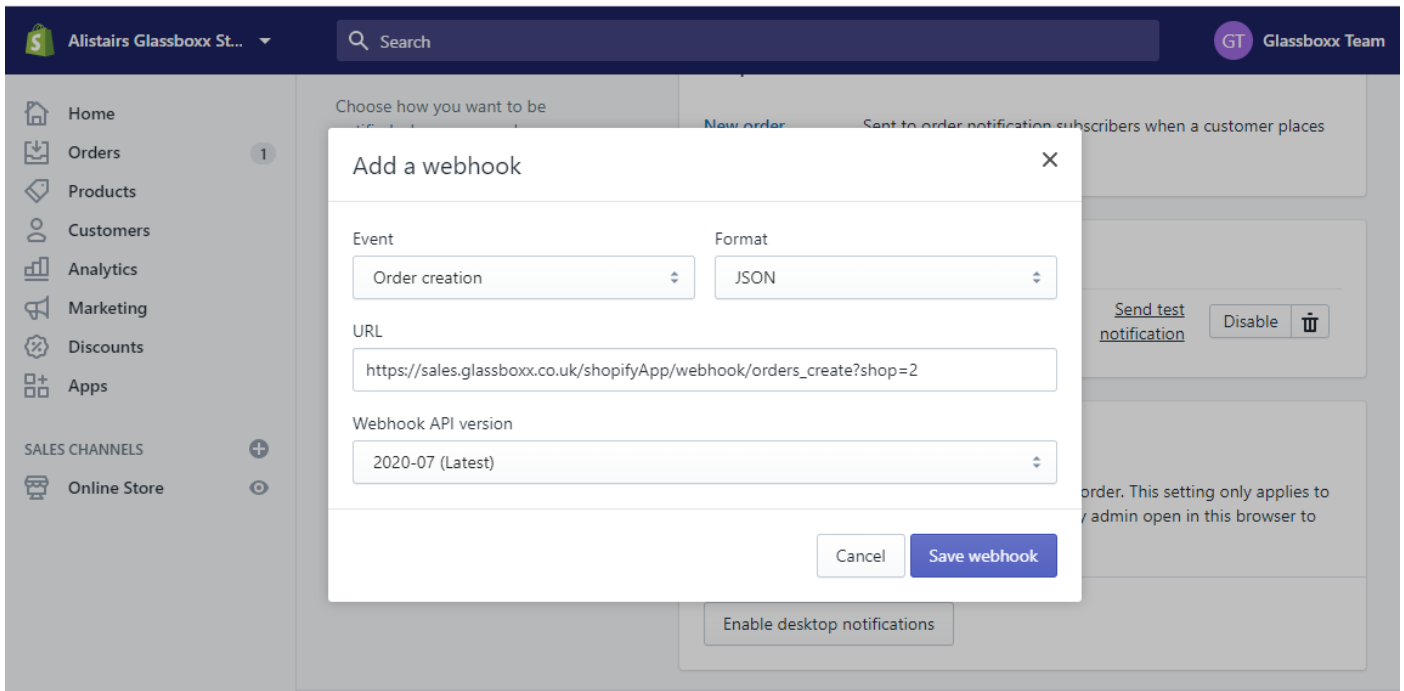 Alistairs Glassboxx St...
Search
GT
Glassboxx Team
Home
Orders
1
Products
Customers
Analytics
Marketing
Discounts
Apps
SALES CHANNELS
Online Store
Choose how you want to be
New order
Sent to order notification subscribers when a customer places
Add a webhook
Event
Format
Order creation
JSON
URL
https://sales.glassboxx.co.uk/shopifyApp/webhook/orders_create?shop=2
Webhook API version
2020-07 (Latest)
Cancel
Save webhook
Send test
notification
Disable
order. This setting only applies to
admin open in this browser to
Enable desktop notifications